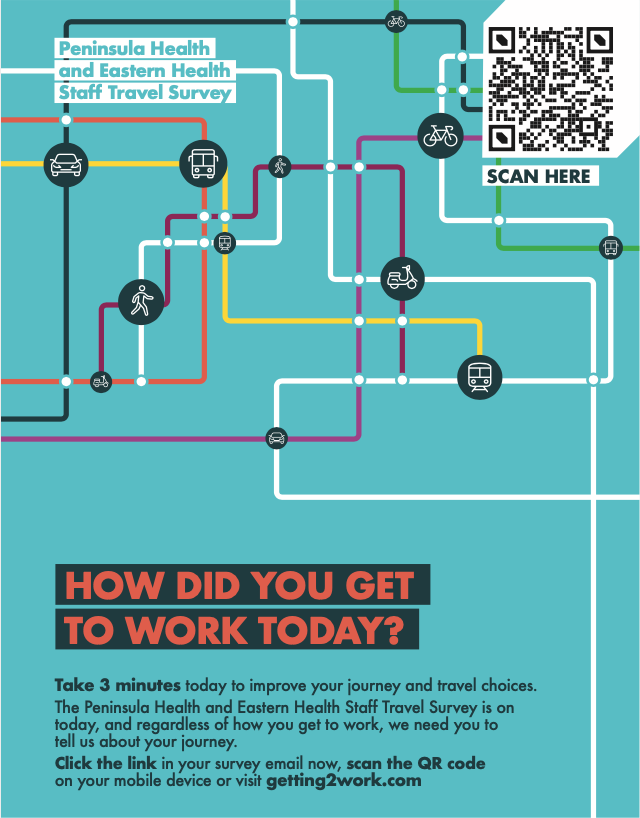 Peninsula Health
and Eastern Health
Staff Travel Survey
SCAN HERE
HOW DID YOU GET
TO WORK TODAY?
Take 3 minutes today to improve your journey and travel choices.
The Peninsula Health and Eastern Health Staff Travel Survey is on
today, and regardless of how you get to work, we need you to
tell us about your journey.
Click the link in your survey email now, scan the QR code
on your mobile device or visit getting2work.com